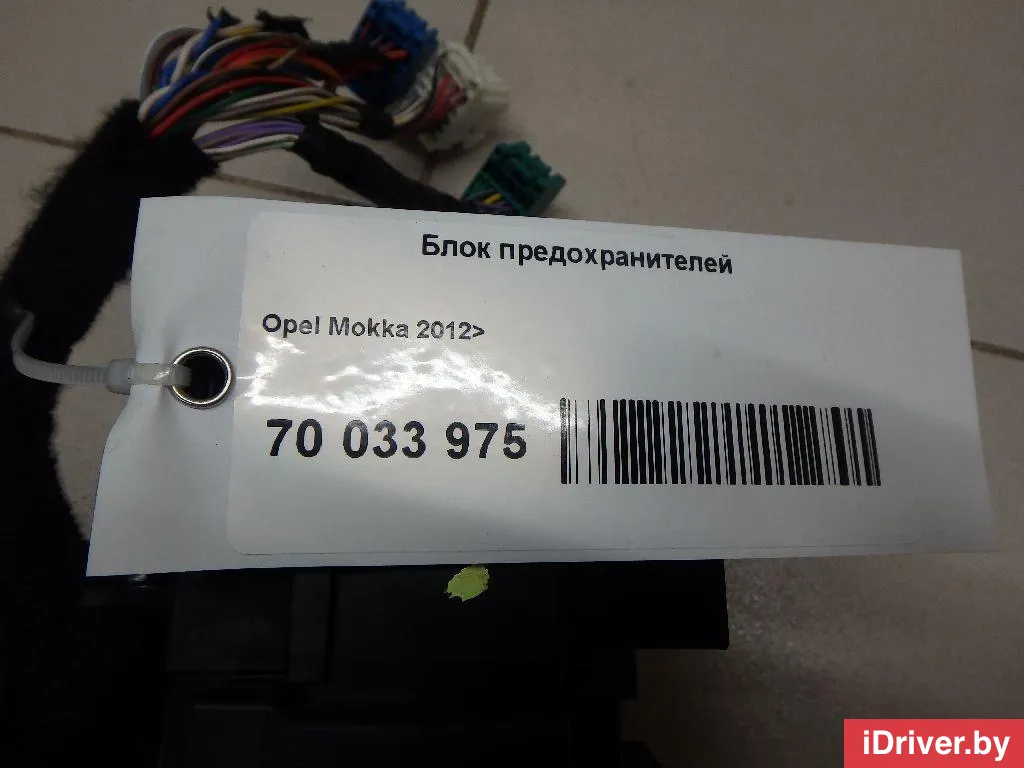 Блок предохранителей
Opel Mokka 2012>
70 033 975
iDriver.by